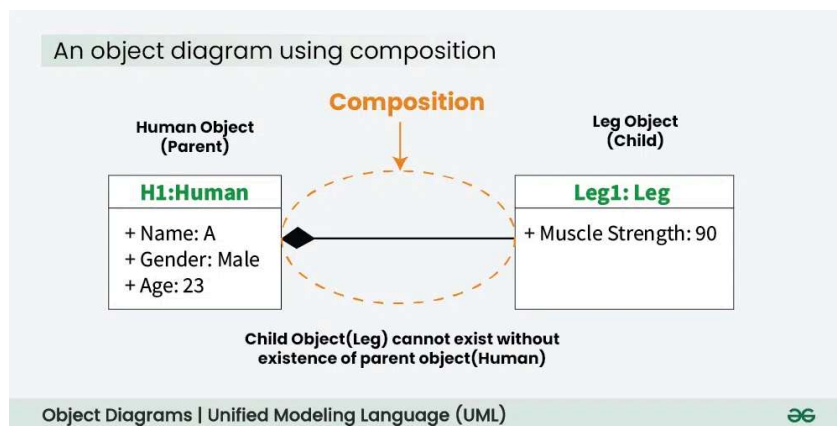 An object diagram using composition
Composition
Human Object
(Parent)
Leg Object
(Child)
H1:Human
+ Name: A
+ Gender: Male
+ Age: 23
Leg1: Leg
+ Muscle Strength: 90
Child Object(Leg) cannot exist without
existence of parent object(Human)
Object Diagrams | Unified Modeling Language (UML)